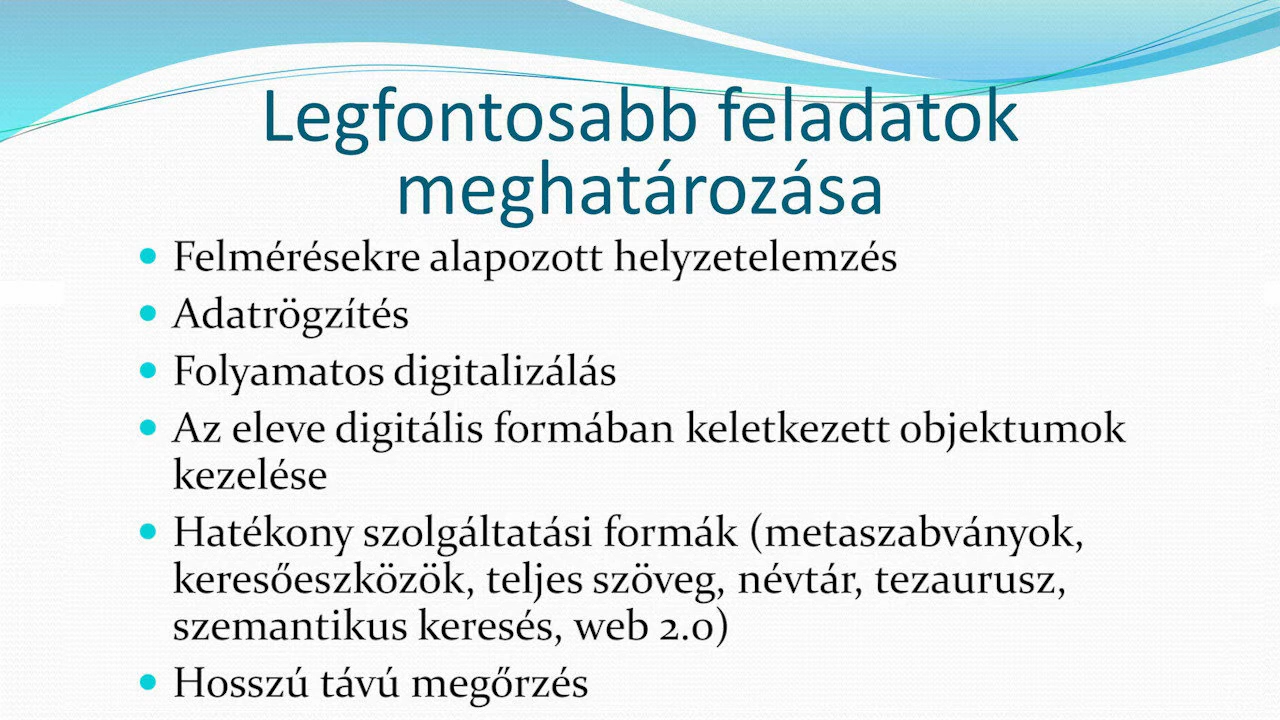 Legfontosabb feladatok
meghatározása
• Felmérésekre alapozott helyzetelemzés
• Adatrögzítés
• Folyamatos digitalizálás
• Az eleve digitális formában keletkezett objektumok
kezelése
• Hatékony szolgáltatási formák (metaszabványok,
keresőeszközök, teljes szöveg, névtár, tezaurusz,
szemantikus keresés, web 2.0)
• Hosszú távú megőrzés